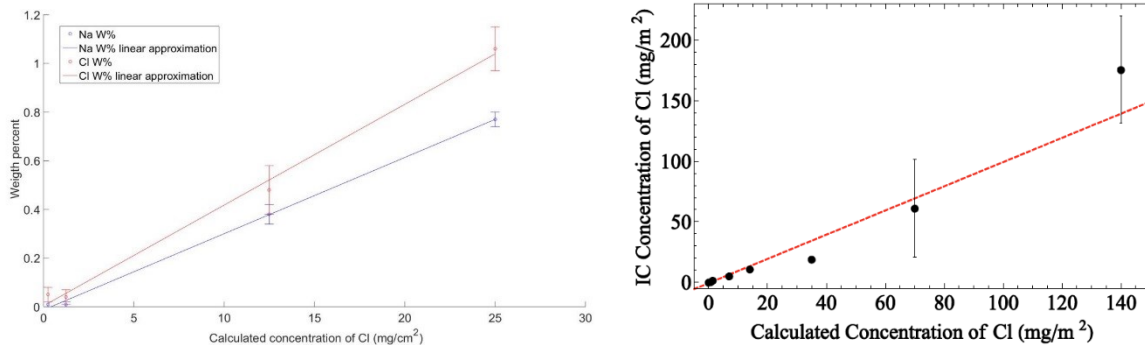 1.2
1
0.8
0.6
0.4
0.2
0
Weigth percent
Na W%
Na W% linear approximation
Cl W%
Cl W% linear approximation
0 5 10 15 20 25 30
Calculated concentration of Cl (mg/cm²)
200
150
100
50
0
IC Concentration of Cl (mg/m²)
0 20 40 60 80 100 120 140
Calculated Concentration of Cl (mg/m²)